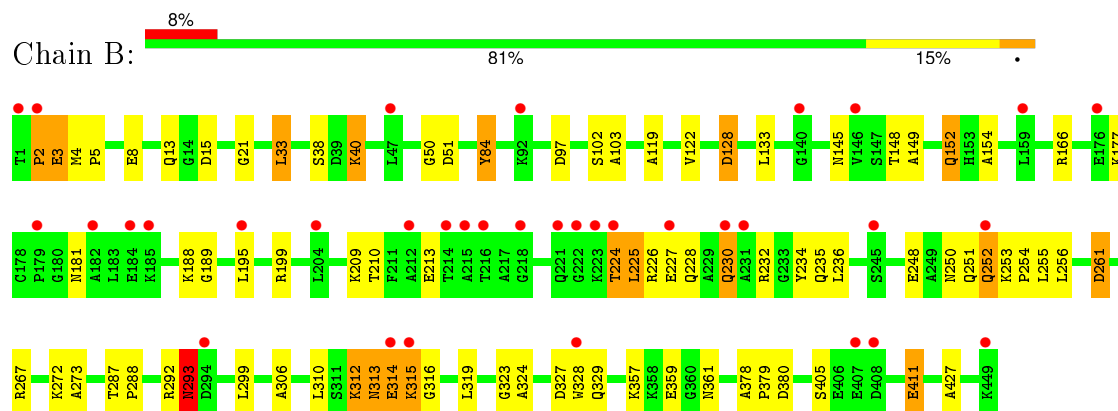 8%
Chain B:
81% 15% •
T1 P2 E3 M4 P5 E8 Q13 G14 D15 G21 L33 S38 D39 K40 L47 G50 D51 Y84 K92 D97 S102 A103 A119 V122 D128 L133 G140 N145 V146 S147 T148 A149 Q152 H153 A154 L159 R166 E176 K177
C178 P179 G180 N181 A182 L183 E184 K185 K188 G189 L195 R199 L204 K209 T210 F211 A212 E213 T214 A215 T216 A217 G218 Q221 G222 K223 T224 L225 R226 E227 Q228 A229 Q230 A231 R232 G233 Y234 Q235 L236 S245 E248 A249 N250 Q251 Q252 K253 P254 L255 L256 D261
R267 K272 A273 T287 P288 R292 N293 D294 L299 A306 L310 S311 K312 N313 E314 K315 G316 L319 G323 A324 D327 W328 Q329 K357 K358 E359 G360 N361 A378 P379 D380 S405 E406 E407 D408 E411 A427 K449